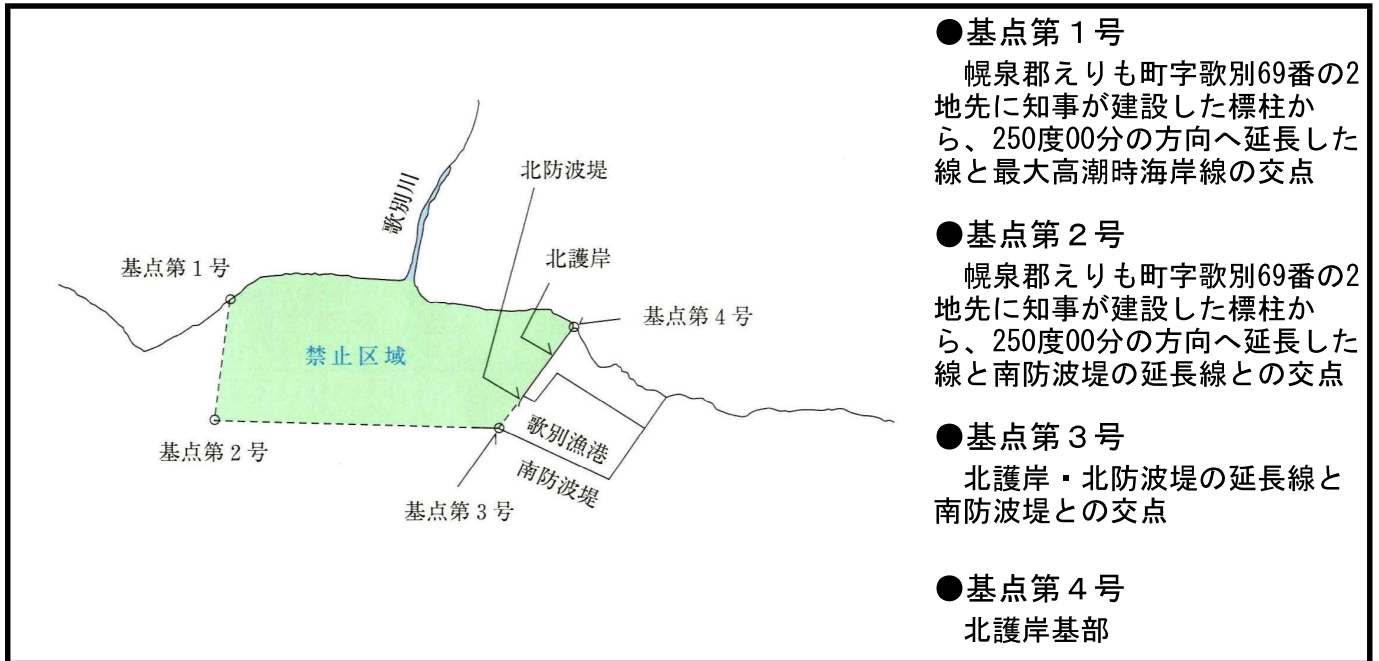 北防波堤
歌別川
北護岸
基点第１号
基点第４号
禁止区域
歌別漁港
基点第２号
南防波堤
基点第３号
●基点第１号
幌泉郡えりも町字歌別69番の2
地先に知事が建設した標柱か
ら、250度00分の方向へ延長した
線と最大高潮時海岸線の交点
●基点第２号
幌泉郡えりも町字歌別69番の2
地先に知事が建設した標柱か
ら、250度00分の方向へ延長した
線と南防波堤の延長線との交点
●基点第３号
北護岸・北防波堤の延長線と
南防波堤との交点
●基点第４号
北護岸基部